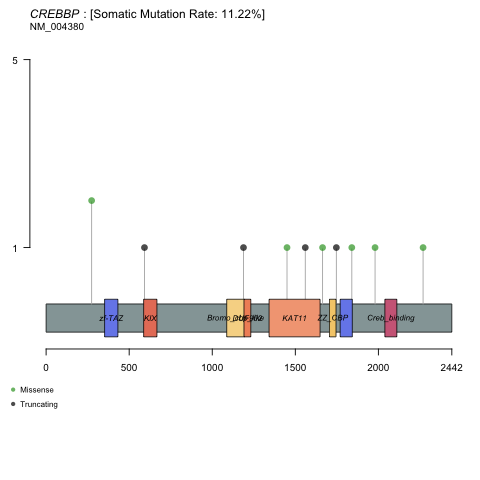 CREBBP : [Somatic Mutation Rate: 11.22%]
NM_004380
5
1
zf-TAZ
KIX
KAT11
ZZ_CBP
Creb_binding
0
500
1000
1500
2000
2442
Missense
Truncating